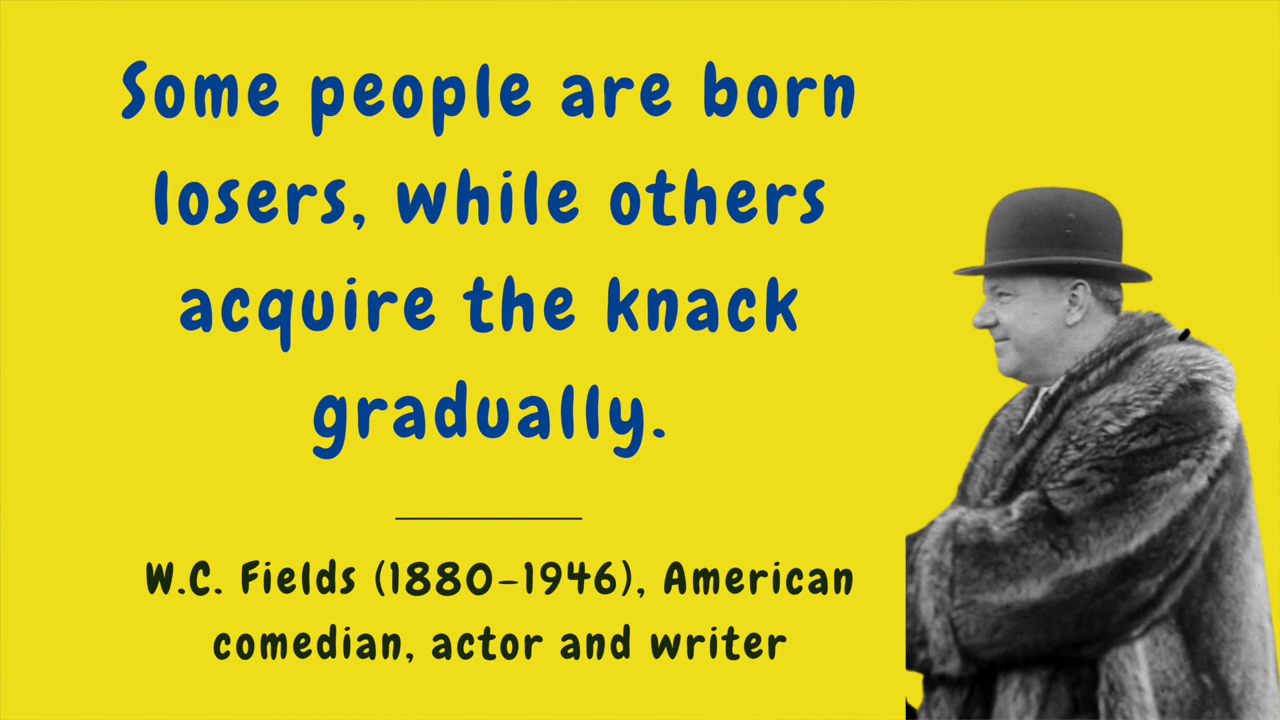 Some people are born
losers, while others
acquire the knack
gradually.
W.C. Fields (1880–1946), American
comedian, actor and writer